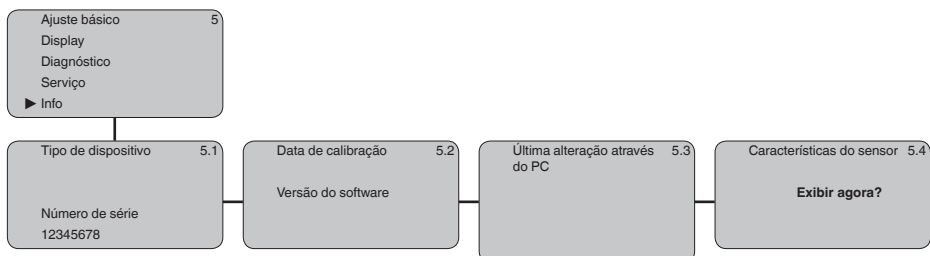 Ajuste básico 5
Display
Diagnóstico
Serviço
▶ Info
Tipo de dispositivo 5.1
Número de série
12345678
Data de calibração 5.2
Versão do software
Última alteração através 5.3
do PC
Características do sensor 5.4
Exibir agora?